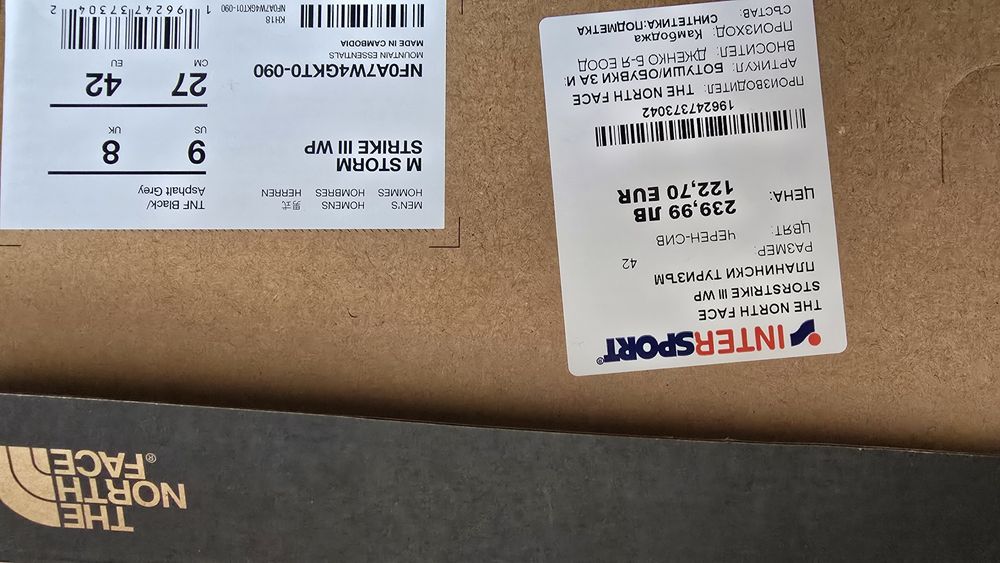 THE
NORTH
FACE®
INTERSPORT®
THE NORTH FACE
STORSTRIKE III WP
ПЛАНИНСКИ ТУРИЗЪМ
РАЗМЕР: 42
ЦВЯТ: ЧЕРЕН-СИВ
ЦЕНА: 239,99 ЛВ
122,70 EUR
196247373042
ПРОИЗВОДИТЕЛ: THE NORTH FACE
АРТИКУЛ: БОТУШИ/ОБУВКИ ЗА И
ВНОСИТЕЛ: ДЖЕНКО Б-Я ЕООД
ПРОИЗХОД: Камбоджа
СЪСТАВ: СИНТЕТИКА:ПОДМЕТКА
MEN'S HOMENS 男式
HOMMES HOMBRES HERREN
M STORM
STRIKE III WP
NF0A7W4GKT0-090
MOUNTAIN ESSENTIALS
MADE IN CAMBODIA
KH18
NF0A7W4GKT01-090
TNF Black/
Asphalt Grey
US 9
UK 8
CM 27
EU 42
1 96247 37304 2